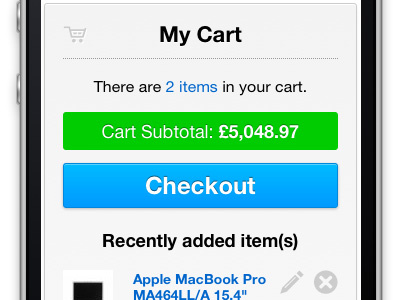 My Cart
There are 2 items in your cart.
Cart Subtotal: £5,048.97
Checkout
Recently added item(s)
Apple MacBook Pro
MA464LL/A 15.4"